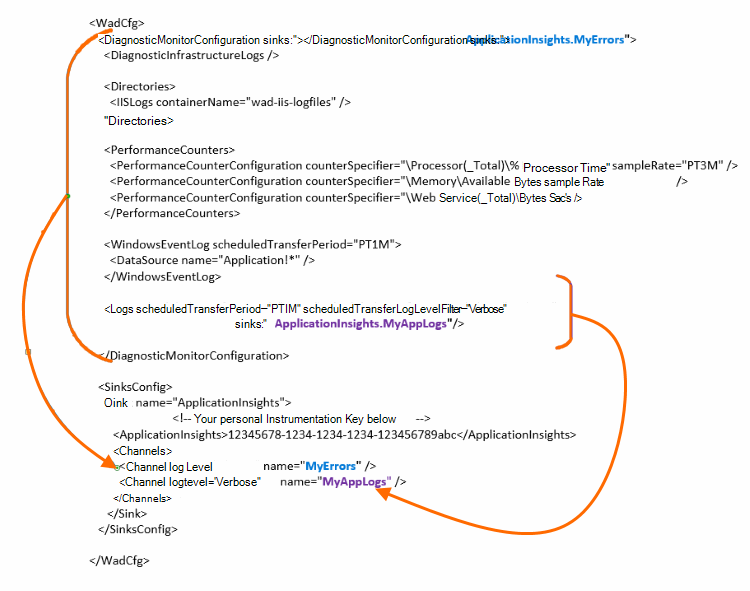 <WadCfg>
<DiagnosticMonitorConfiguration sinks:"></DiagnosticMonitorConfiguration sinks:"> ApplicationInsights.MyErrors">
<DiagnosticInfrastructureLogs />
<Directories>
<IISLogs containerName="wad-iis-logfiles" />
"Directories>
<PerformanceCounters>
<PerformanceCounterConfiguration counterSpecifier="\Processor(_Total)\% Processor Time" sampleRate="PT3M" />
<PerformanceCounterConfiguration counterSpecifier="\Memory\Available Bytes sample Rate />
<PerformanceCounterConfiguration counterSpecifier="\Web Service(_Total)\Bytes Sac's />
</PerformanceCounters>
<WindowsEventLog scheduledTransferPeriod="PT1M">
<DataSource name="Application!*" />
</WindowsEventLog>
<Logs scheduledTransferPeriod="PTIM" scheduledTransferLogLevelFilter="Verbose"
sinks:" ApplicationInsights.MyAppLogs"/>
</DiagnosticMonitorConfiguration>
<SinksConfig>
Oink name="ApplicationInsights">
<!-- Your personal Instrumentation Key below -->
<ApplicationInsights>12345678-1234-1234-1234-123456789abc</ApplicationInsights>
<Channels>
<Channel log Level name="MyErrors" />
<Channel logtevel="Verbose" name="MyAppLogs" />
</Channels>
</Sink>
</SinksConfig>
</WadCfg>